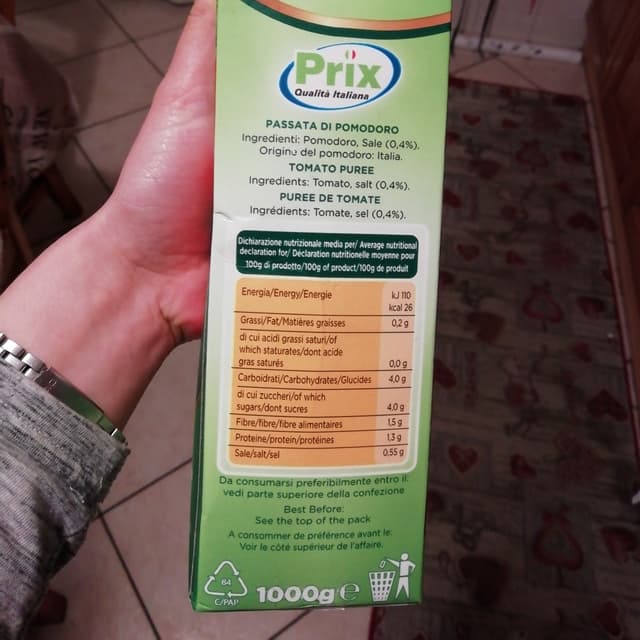 Prix
Qualità Italiana
PASSATA DI POMODORO
Ingredienti: Pomodoro, Sale (0,4%).
Origine del pomodoro: Italia.
TOMATO PUREE
Ingredients: Tomato, salt (0,4%).
PUREE DE TOMATE
Ingrédients: Tomate, sel (0,4%).
Dichiarazione nutrizionale media per/ Average nutritional
declaration for/ Déclaration nutritionelle moyenne pour
100g di prodotto/100g of product/100g de produit
Energia/Energy/Energie kJ 110
kcal 26
Grassi/Fat/Matières graisses 0,2 g
di cui acidi grassi saturi/of
which staturates/dont acide
gras saturés 0,0 g
Carboidrati/Carbohydrates/Glucides 4,0 g
di cui zuccheri/of which
sugars/dont sucres 4,0 g
Fibre/fibre/fibre alimentaires 1,5 g
Proteine/protein/protéines 1,3 g
Sale/salt/sel 0,55 g
Da consumarsi preferibilmente entro il:
vedi parte superiore della confezione
Best Before:
See the top of the pack
A consommer de préférence avant le:
Voir le côté supérieur de l'affaire.
84
C/PAP
1000g e